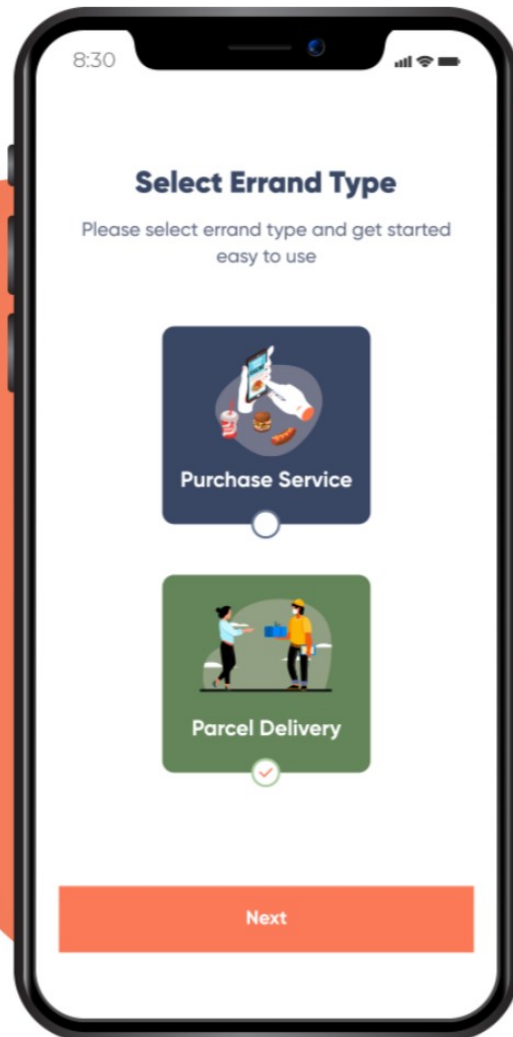 8:30
Select Errand Type
Please select errand type and get started
easy to use
Purchase Service
Parcel Delivery
Next